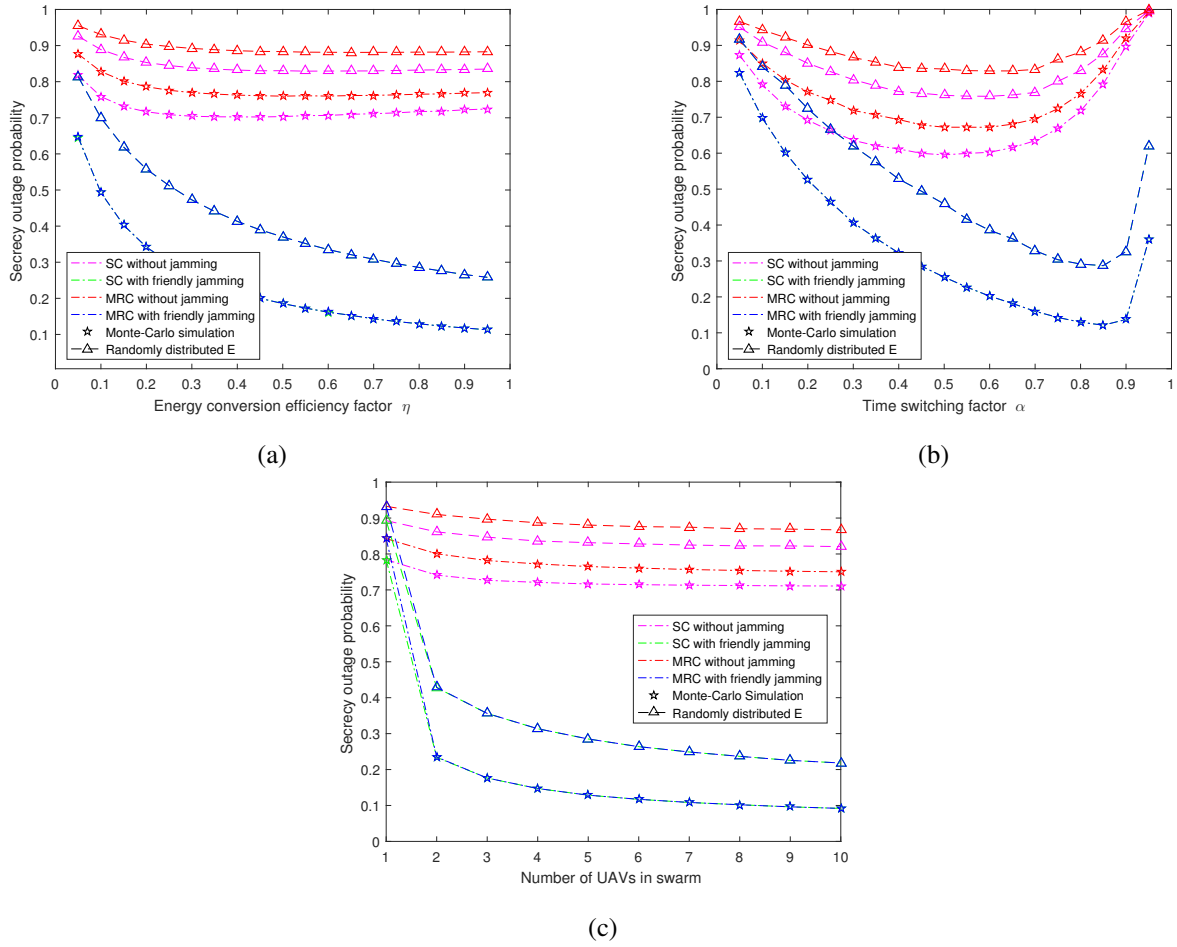 1
0.9
0.8
0.7
0.6
0.5
0.4
0.3
0.2
0.1
0
Secrecy outage probability
SC without jamming
SC with friendly jamming
MRC without jamming
MRC with friendly jamming
Monte-Carlo simulation
Randomly distributed E
0 0.1 0.2 0.3 0.4 0.5 0.6 0.7 0.8 0.9 1
Energy conversion efficiency factor η
(a)
1
0.9
0.8
0.7
0.6
0.5
0.4
0.3
0.2
0.1
0
Secrecy outage probability
SC without jamming
SC with friendly jamming
MRC without jamming
MRC with friendly jamming
Monte-Carlo simulation
Randomly distributed E
0 0.1 0.2 0.3 0.4 0.5 0.6 0.7 0.8 0.9 1
Time switching factor α
(b)
1
0.9
0.8
0.7
0.6
0.5
0.4
0.3
0.2
0.1
0
Secrecy outage probability
SC without jamming
SC with friendly jamming
MRC without jamming
MRC with friendly jamming
Monte-Carlo Simulation
Randomly distributed E
1 2 3 4 5 6 7 8 9 10
Number of UAVs in swarm
(c)